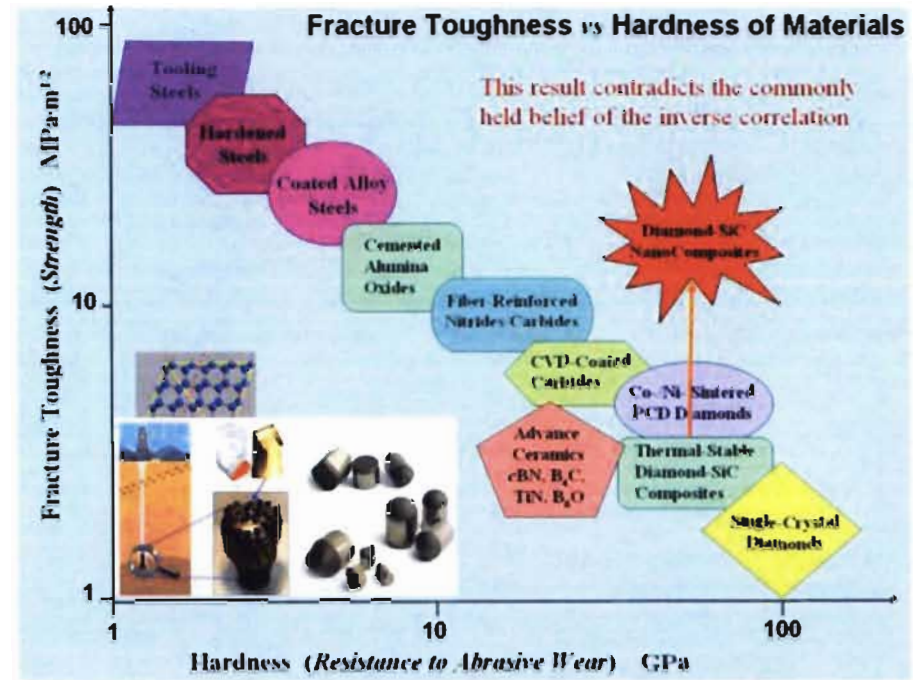 Fracture Toughness vs Hardness of Materials
This result contradicts the commonly
held belief of the inverse correlation
Fracture Toughness (Strength) MPa·m1/2
100
10
1
Tooling
Steels
Hardened
Steels
Coated Alloy
Steels
Cemented
Alumina
Oxides
Fiber-Reinforced
Nitrides Carbides
CVD-Coated
Carbides
Diamond-SiC
NanoComposites
Co-/Ni-Sintered
PCD Diamonds
Advance
Ceramics
cBN, B4C,
TiN, B6O
Thermal-Stable
Diamond-SiC
Composites
Single-Crystal
Diamonds
1
10
100
Hardness (Resistance to Abrasive Wear) GPa